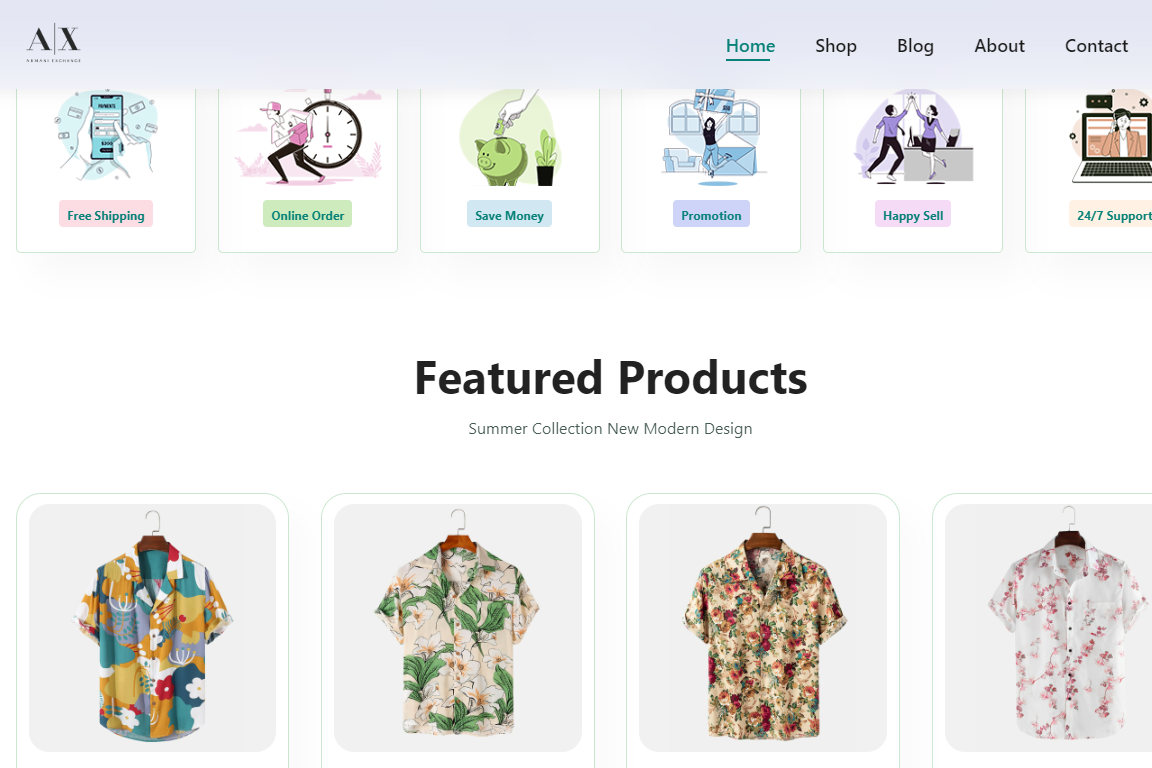 A|X
ARMANI EXCHANGE
Home
Shop
Blog
About
Contact
PAYMENTS
Free Shipping
Online Order
Save Money
Promotion
Happy Sell
24/7 Support
Featured Products
Summer Collection New Modern Design